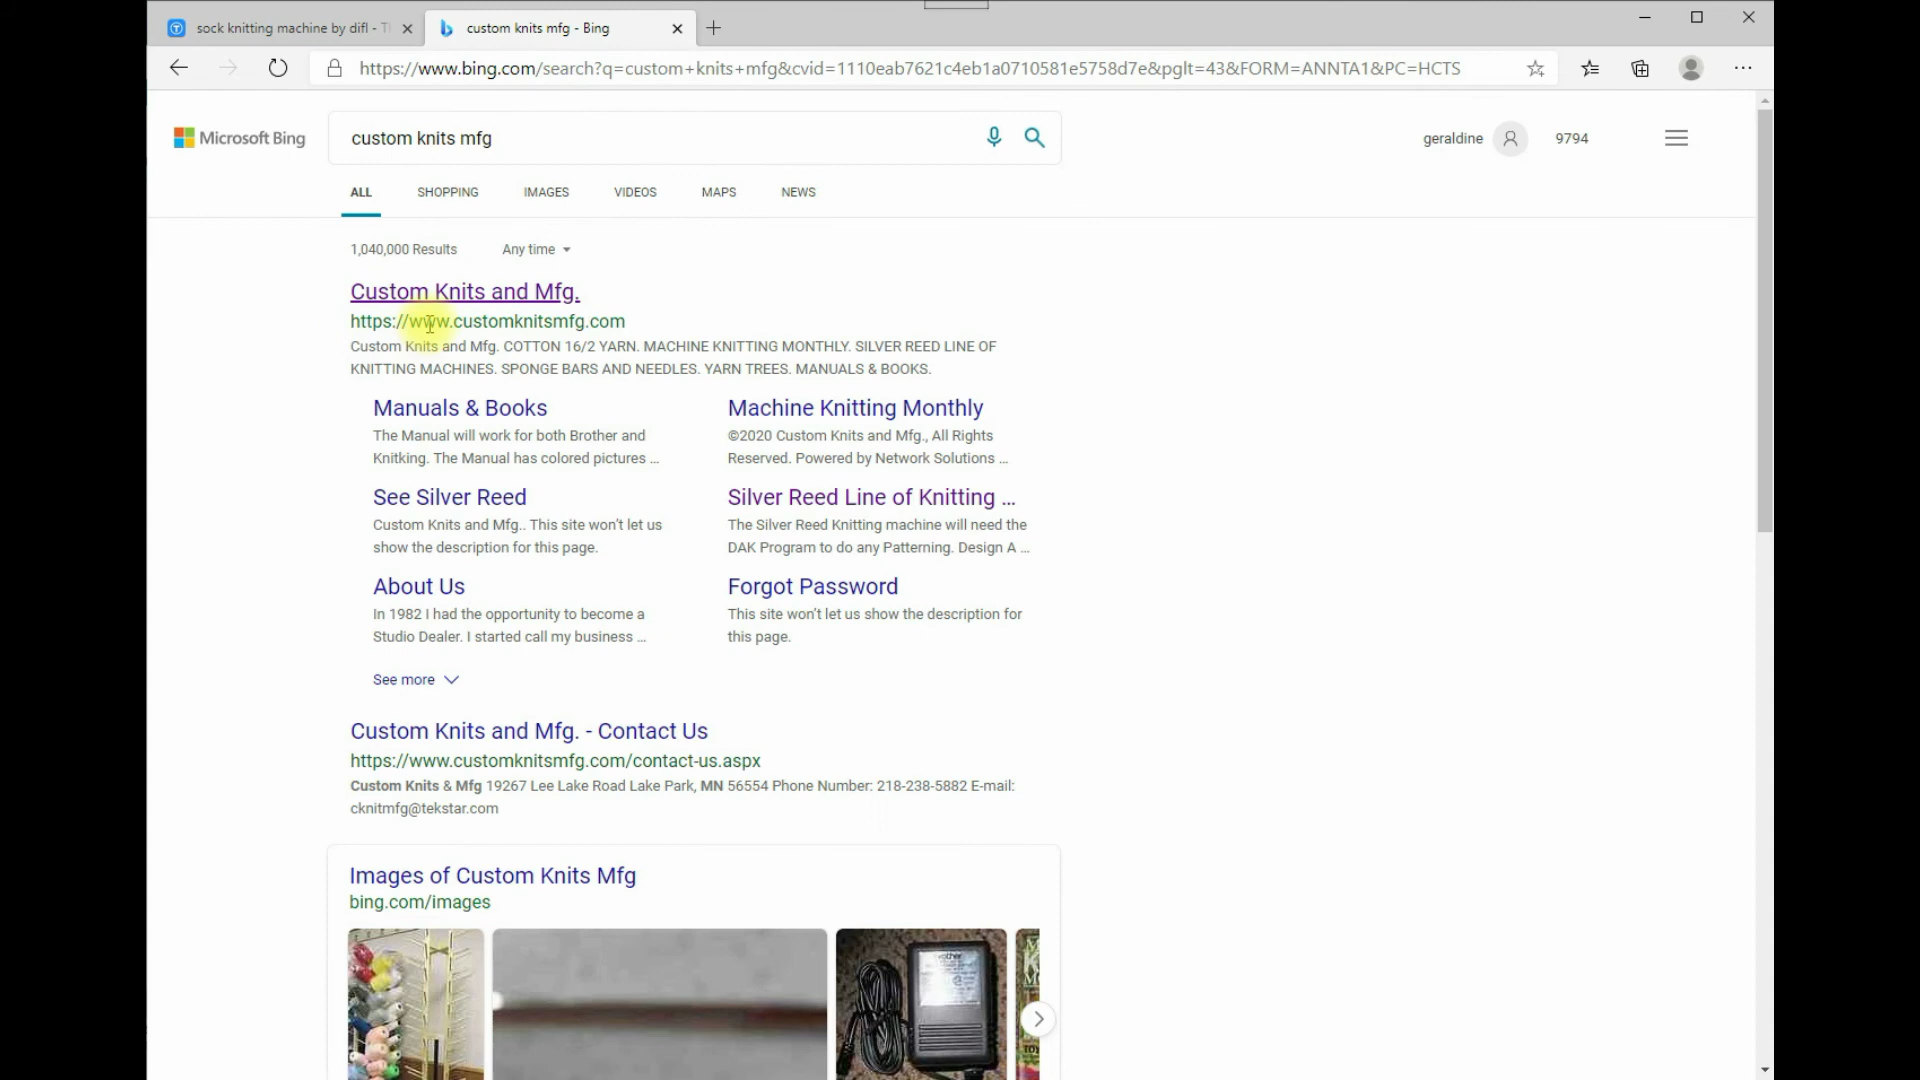 sock knitting machine by difl - T
custom knits mfg - Bing
https://www.bing.com/search?q=custom+knits+mfg&cvid=1110eab7621c4eb1a0710581e5758d7e&pglt=43&FORM=ANNTA1&PC=HCTS
Microsoft Bing
custom knits mfg
geraldine
9794
ALL SHOPPING IMAGES VIDEOS MAPS NEWS
1,040,000 Results Any time
Custom Knits and Mfg.
https://www.customknitsmfg.com
Custom Knits and Mfg. COTTON 16/2 YARN. MACHINE KNITTING MONTHLY. SILVER REED LINE OF
KNITTING MACHINES. SPONGE BARS AND NEEDLES. YARN TREES. MANUALS & BOOKS.
Manuals & Books
The Manual will work for both Brother and
Knitking. The Manual has colored pictures ...
Machine Knitting Monthly
©2020 Custom Knits and Mfg., All Rights
Reserved. Powered by Network Solutions ...
See Silver Reed
Custom Knits and Mfg.. This site won't let us
show the description for this page.
Silver Reed Line of Knitting ...
The Silver Reed Knitting machine will need the
DAK Program to do any Patterning. Design A ...
About Us
In 1982 I had the opportunity to become a
Studio Dealer. I started call my business ...
Forgot Password
This site won't let us show the description for
this page.
See more
Custom Knits and Mfg. - Contact Us
https://www.customknitsmfg.com/contact-us.aspx
Custom Knits & Mfg 19267 Lee Lake Road Lake Park, MN 56554 Phone Number: 218-238-5882 E-mail:
cknitmfg@tekstar.com
Images of Custom Knits Mfg
bing.com/images